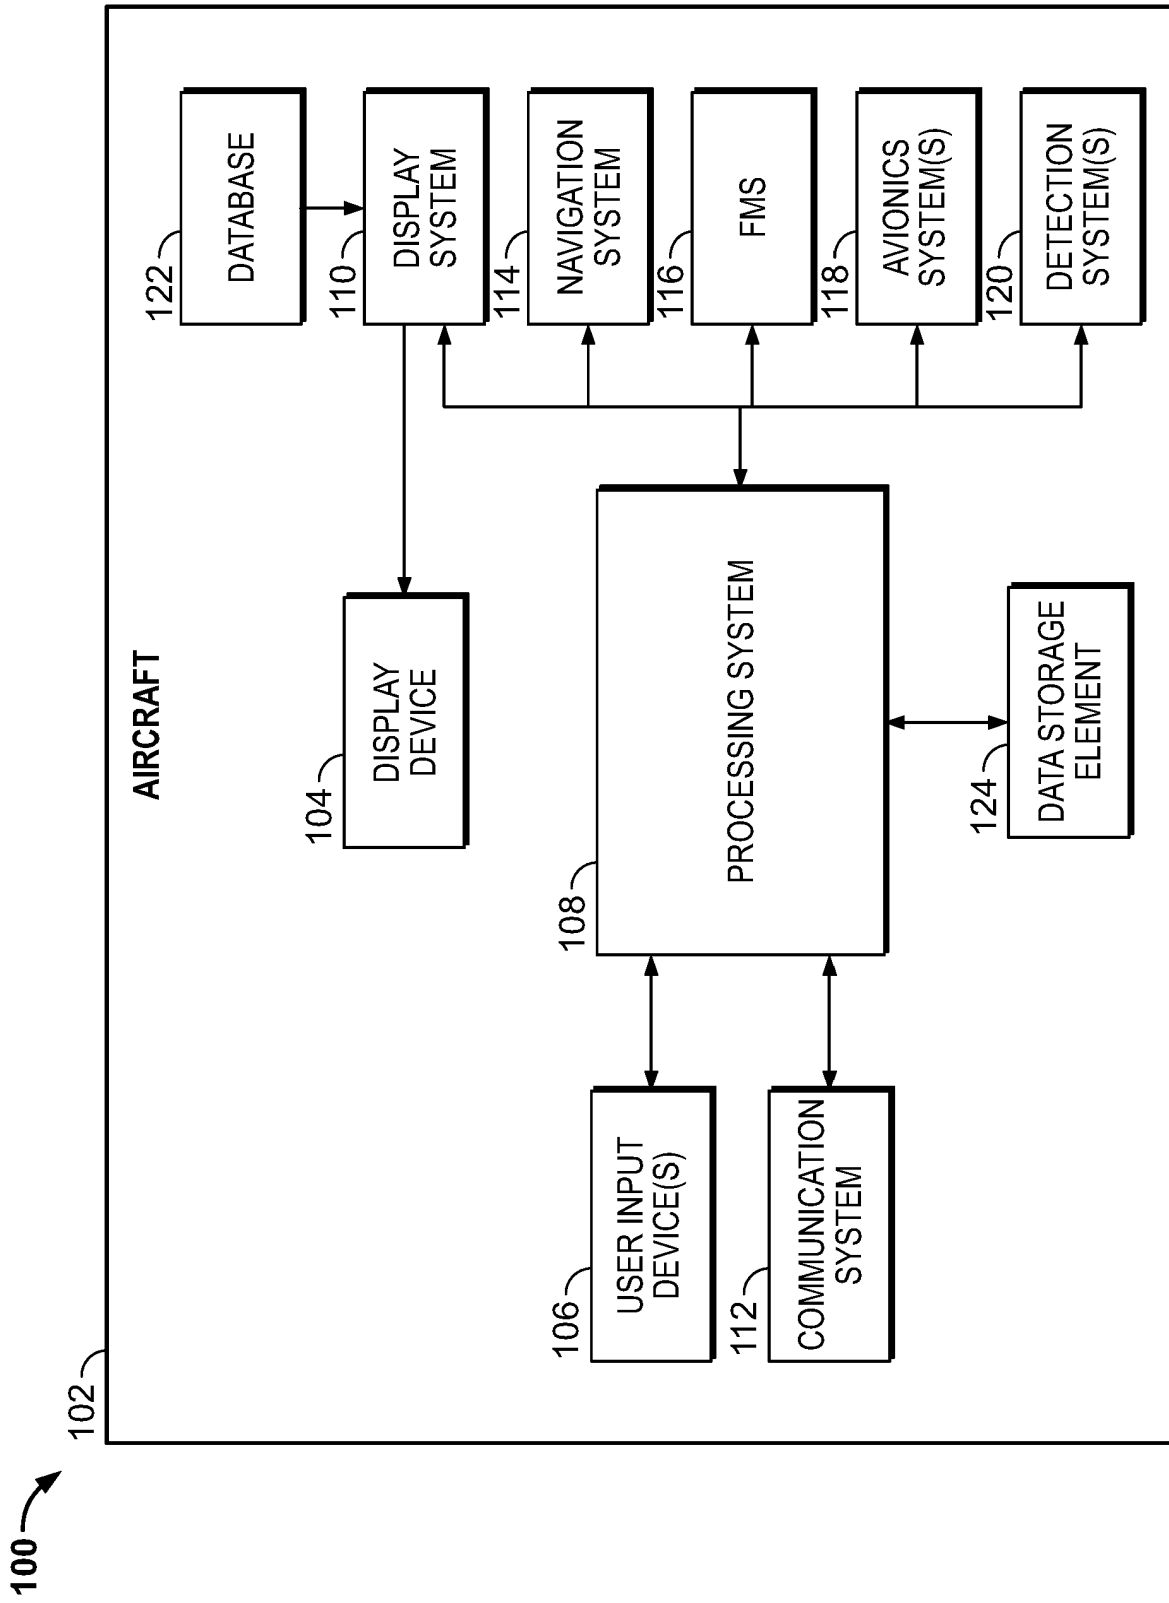 100
102
AIRCRAFT
122
DATABASE
104
DISPLAY
DEVICE
110
DISPLAY
SYSTEM
114
NAVIGATION
SYSTEM
106
USER INPUT
DEVICE(S)
108
PROCESSING SYSTEM
116
FMS
112
COMMUNICATION
SYSTEM
118
AVIONICS
SYSTEM(S)
124
DATA STORAGE
ELEMENT
120
DETECTION
SYSTEM(S)